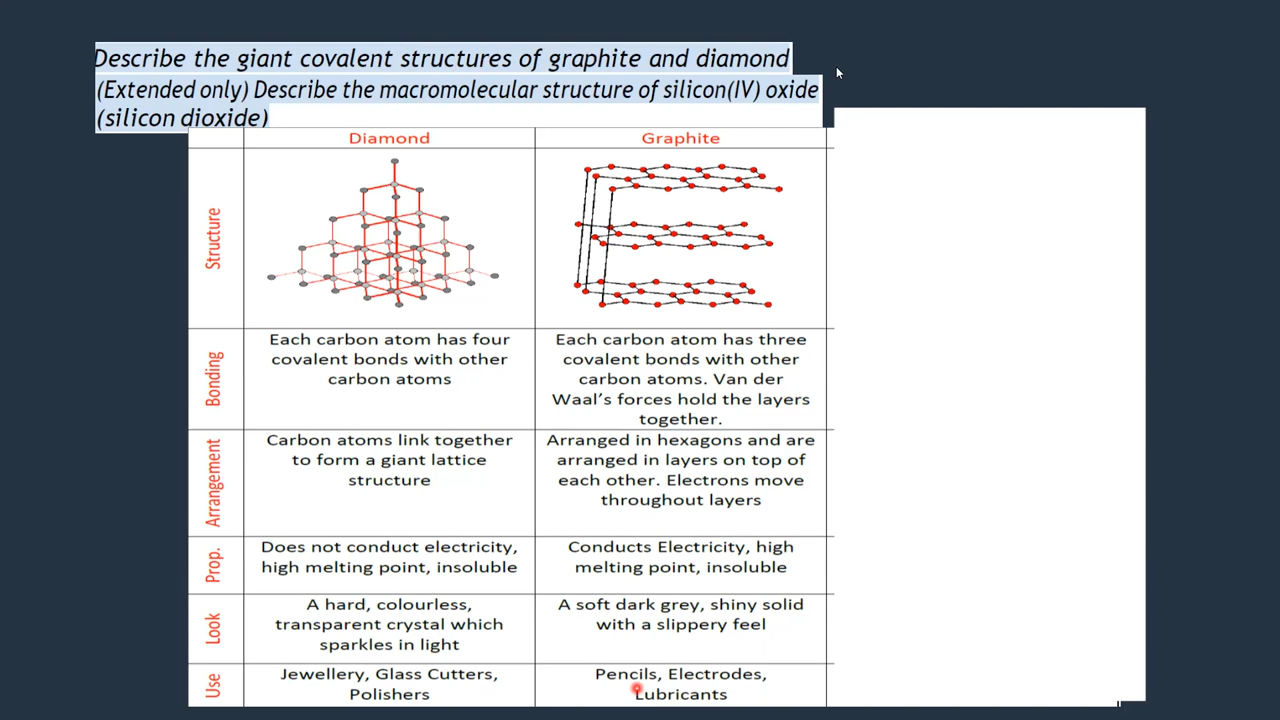 Describe the giant covalent structures of graphite and diamond
(Extended only) Describe the macromolecular structure of silicon(IV) oxide
(silicon dioxide)
Diamond
Graphite
Structure
Bonding
Each carbon atom has four
covalent bonds with other
carbon atoms
Each carbon atom has three
covalent bonds with other
carbon atoms. Van der
Waal's forces hold the layers
together.
Arrangement
Carbon atoms link together
to form a giant lattice
structure
Arranged in hexagons and are
arranged in layers on top of
each other. Electrons move
throughout layers
Prop.
Does not conduct electricity,
high melting point, insoluble
Conducts Electricity, high
melting point, insoluble
Look
A hard, colourless,
transparent crystal which
sparkles in light
A soft dark grey, shiny solid
with a slippery feel
Use
Jewellery, Glass Cutters,
Polishers
Pencils, Electrodes,
Lubricants